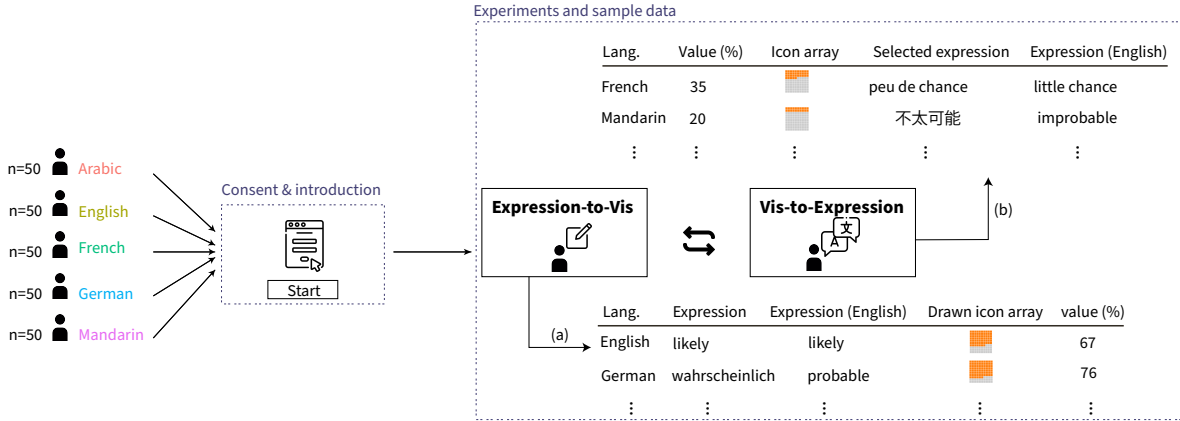 Experiments and sample data
Lang. Value (%) Icon array Selected expression Expression (English)
French 35 peu de chance little chance
Mandarin 20 不太可能 improbable
n=50 Arabic
n=50 English
n=50 French
n=50 German
n=50 Mandarin
Consent & introduction
Start
Expression-to-Vis
Vis-to-Expression
A
文
(b)
(a)
Lang. Expression Expression (English) Drawn icon array value (%)
English likely likely 67
German wahrscheinlich probable 76